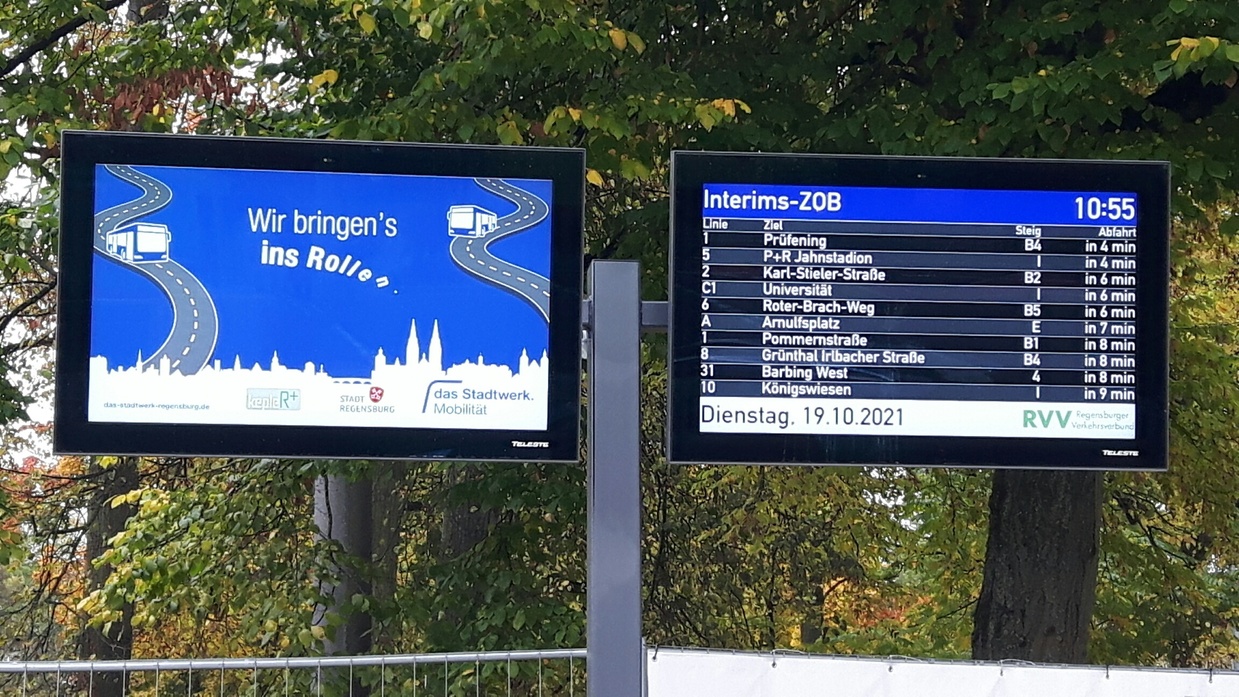 Wir bringen's
ins Rollen.
das-stadtwerk-regensburg.de
R+
STADT
REGENSBURG
das Stadtwerk.
Mobilität
TELESTE
Interims-ZOB 10:55
Linie Ziel Steig Abfahrt
1 Prüfening B4 in 4 min
5 P+R Jahnstadion I in 4 min
2 Karl-Stieler-Straße B2 in 6 min
C1 Universität I in 6 min
6 Roter-Brach-Weg B5 in 6 min
A Arnulfsplatz E in 7 min
1 Pommernstraße B1 in 8 min
8 Grünthal Irlbacher Straße B4 in 8 min
31 Barbing West 4 in 8 min
10 Königswiesen I in 9 min
Dienstag, 19.10.2021 RVV Regensburger
Verkehrsverbund
TELESTE